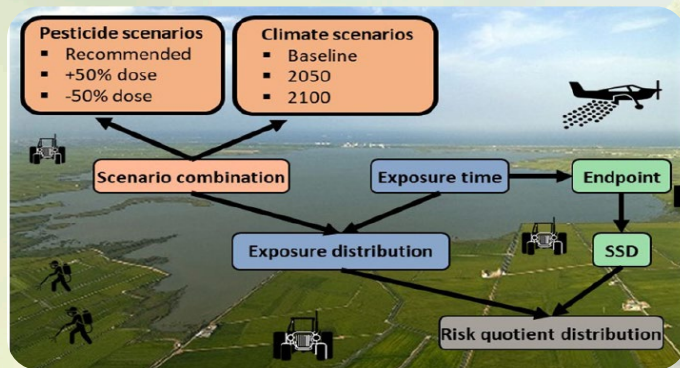 Pesticide scenarios
▪ Recommended
▪ +50% dose
▪ -50% dose
Climate scenarios
▪ Baseline
▪ 2050
▪ 2100
Scenario combination
Exposure time
Endpoint
Exposure distribution
SSD
Risk quotient distribution